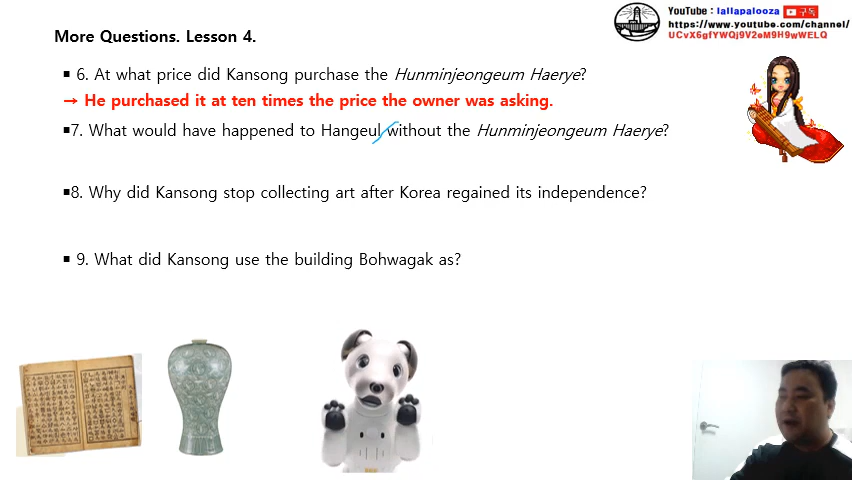 YouTube : lallapalooza 구독
https://www.youtube.com/channel/
UCvX6gfYWQj9V2eM9H9wWELQ
More Questions. Lesson 4.
▪ 6. At what price did Kansong purchase the Hunminjeongeum Haerye?
→ He purchased it at ten times the price the owner was asking.
▪7. What would have happened to Hangeul without the Hunminjeongeum Haerye?
▪8. Why did Kansong stop collecting art after Korea regained its independence?
▪ 9. What did Kansong use the building Bohwagak as?